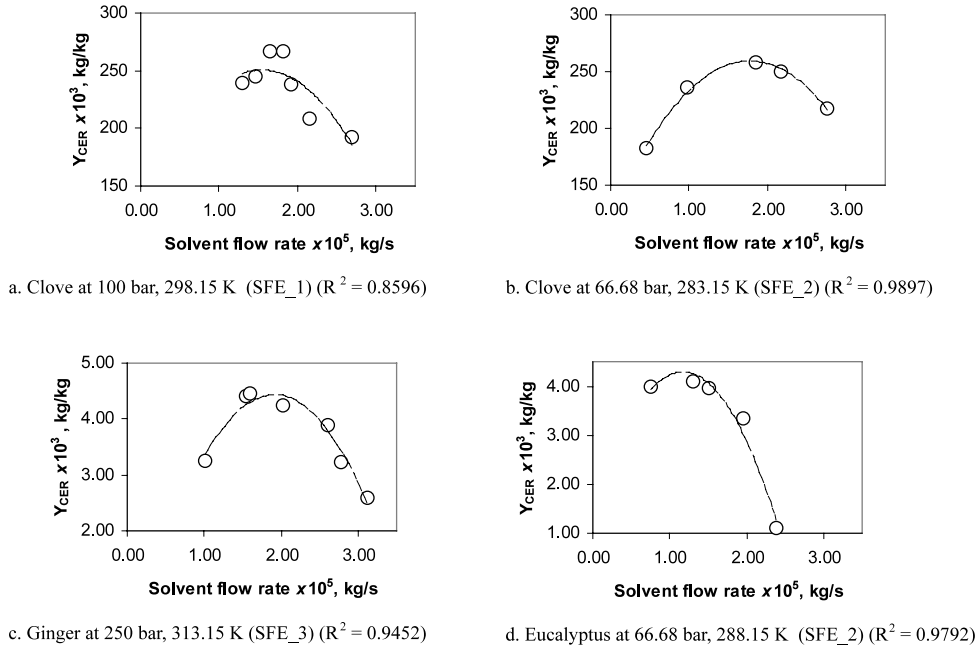 300
250
200
150
0.00 1.00 2.00 3.00
Y_CER x10^3, kg/kg
Solvent flow rate x10^5, kg/s
a. Clove at 100 bar, 298.15 K (SFE_1) (R^2 = 0.8596)
300
250
200
150
0.00 1.00 2.00 3.00
Y_CER x10^3, kg/kg
Solvent flow rate x10^5, kg/s
b. Clove at 66.68 bar, 283.15 K (SFE_2) (R^2 = 0.9897)
5.00
4.00
3.00
2.00
0.00 1.00 2.00 3.00
Y_CER x10^3, kg/kg
Solvent flow rate x10^5, kg/s
c. Ginger at 250 bar, 313.15 K (SFE_3) (R^2 = 0.9452)
4.00
3.00
2.00
1.00
0.00 1.00 2.00 3.00
Y_CER x10^3, kg/kg
Solvent flow rate x10^5, kg/s
d. Eucalyptus at 66.68 bar, 288.15 K (SFE_2) (R^2 = 0.9792)